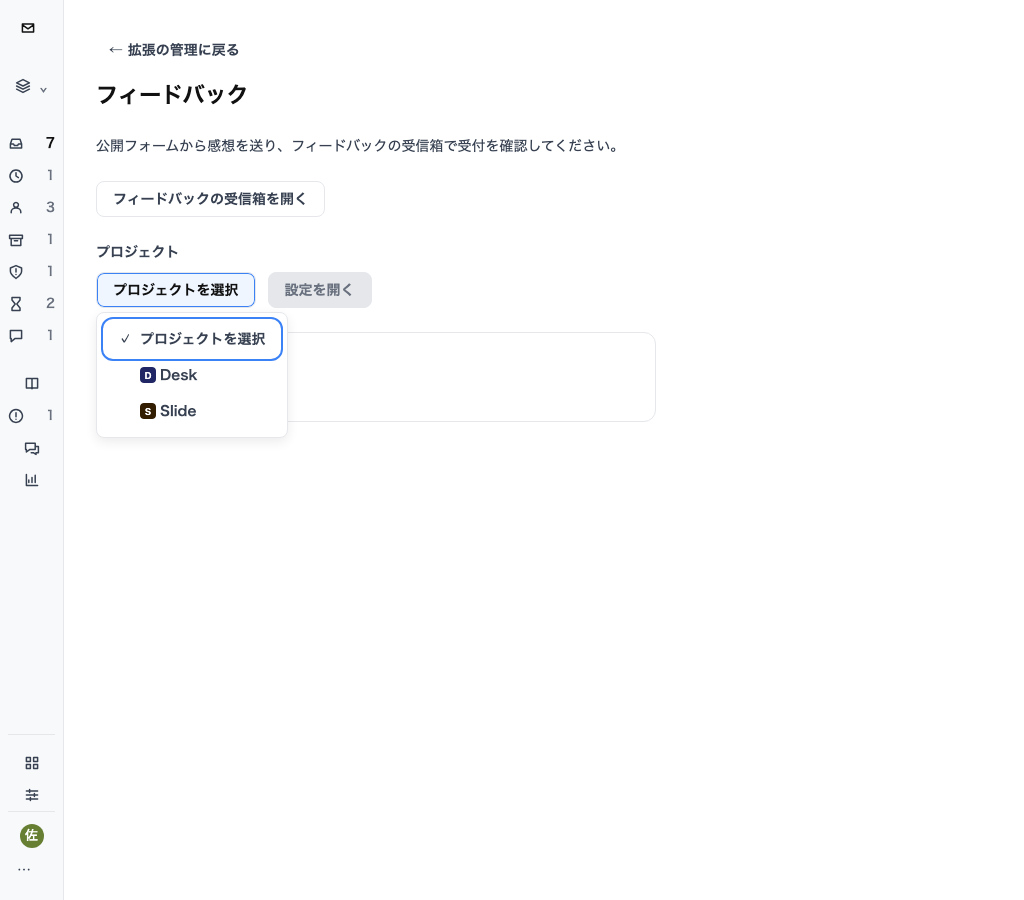 ← 拡張の管理に戻る
フィードバック
公開フォームから感想を送り、フィードバックの受信箱で受付を確認してください。
フィードバックの受信箱を開く
プロジェクト
プロジェクトを選択 設定を開く
✓ プロジェクトを選択
D Desk
S Slide
7
1
3
1
1
2
1
1
佐
…